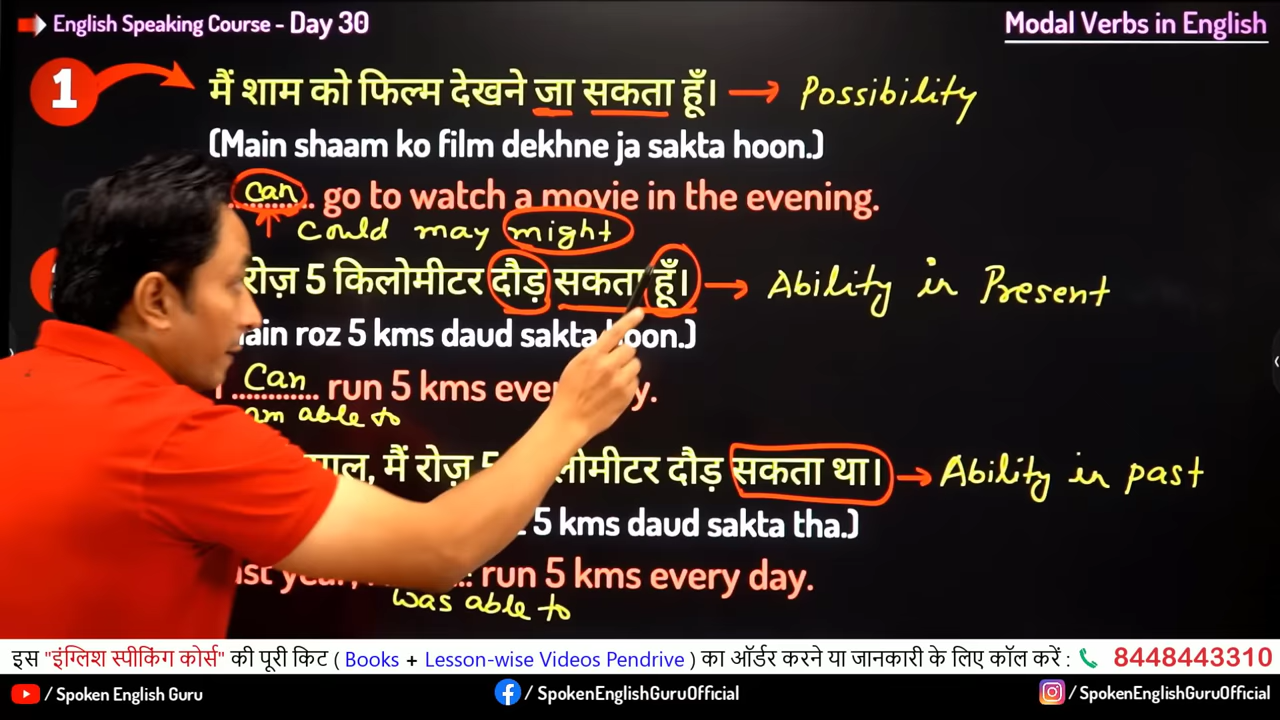 English Speaking Course - Day 30
Modal Verbs in English
1
मैं शाम को फिल्म देखने जा सकता हूँ। → Possibility
(Main shaam ko film dekhne ja sakta hoon.)
can go to watch a movie in the evening.
could may might
रोज़ 5 किलोमीटर दौड़ सकता हूँ। → Ability in Present
roz 5 kms daud sakta hoon.)
Can run 5 kms
am able to
मैं रोज़ दौड़ सकता था। → Ability in past
5 kms daud sakta tha.)
run 5 kms every day.
was able to
इस "इंग्लिश स्पीकिंग कोर्स" की पूरी किट ( Books + Lesson-wise Videos Pendrive ) का ऑर्डर करने या जानकारी के लिए कॉल करें : 8448443310
/ Spoken English Guru
/ SpokenEnglishGuruOfficial
/ SpokenEnglishGuruOfficial